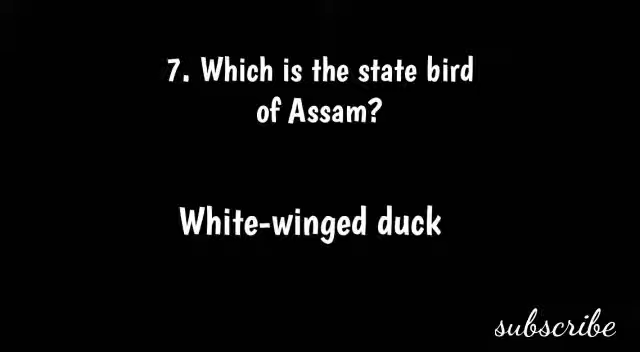 7. Which is the state bird
of Assam?
White-winged duck
subscribe